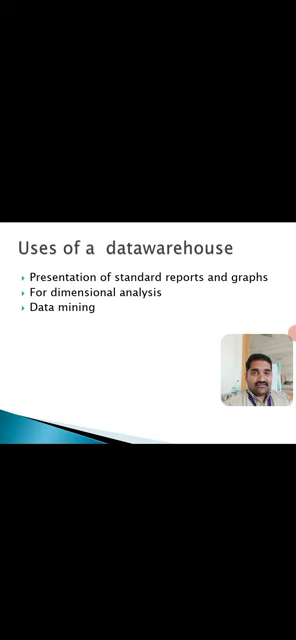 Uses of a datawarehouse
Presentation of standard reports and graphs
For dimensional analysis
Data mining